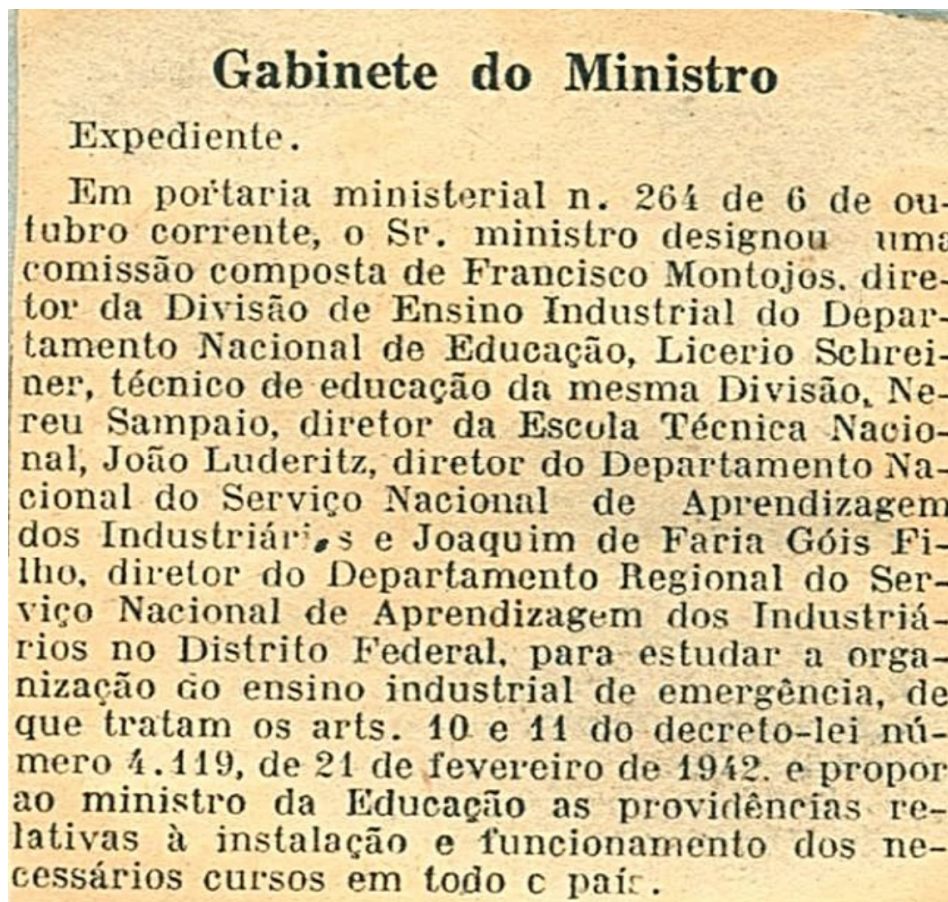 Gabinete do Ministro
Expediente.
Em portaria ministerial n. 264 de 6 de ou-
tubro corrente, o Sr. ministro designou uma
comissão composta de Francisco Montojos, dire-
tor da Divisão de Ensino Industrial do Depar-
tamento Nacional de Educação, Licerio Schrei-
ner, técnico de educação da mesma Divisão, Ne-
reu Sampaio, diretor da Escola Técnica Nacio-
nal, João Luderitz, diretor do Departamento Na-
cional do Serviço Nacional de Aprendizagem
dos Industriários e Joaquim de Faria Góis Fi-
lho, diretor do Departamento Regional do Ser-
viço Nacional de Aprendizagem dos Industriá-
rios no Distrito Federal, para estudar a orga-
nização do ensino industrial de emergência, de
que tratam os arts. 10 e 11 do decreto-lei nú-
mero 4.119, de 21 de fevereiro de 1942, e propor
ao ministro da Educação as providências re-
lativas à instalação e funcionamento dos ne-
cessários cursos em todo o país.